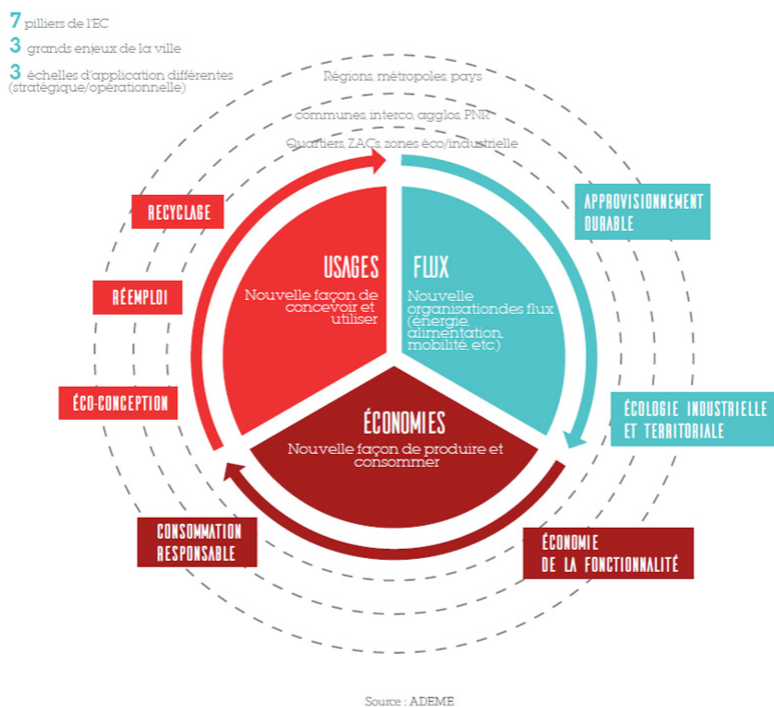 7 pilliers de l'EC
3 grands enjeux de la ville
3 échelles d'application différentes
(stratégique/opérationnelle)
Régions, métropoles, pays
communes, interco, agglos, PNR
Quartiers, ZACs, zones éco/industrielle
RECYCLAGE
RÉEMPLOI
ÉCO-CONCEPTION
APPROVISIONNEMENT
DURABLE
USAGES
Nouvelle façon de
concevoir et
utiliser
FLUX
Nouvelle
organisationdes flux
(énergie,
alimentation,
mobilité, etc.)
ÉCONOMIES
Nouvelle façon de produire et
consommer
ÉCOLOGIE INDUSTRIELLE
ET TERRITORIALE
CONSOMMATION
RESPONSABLE
ÉCONOMIE
DE LA FONCTIONNALITÉ
Source : ADEME